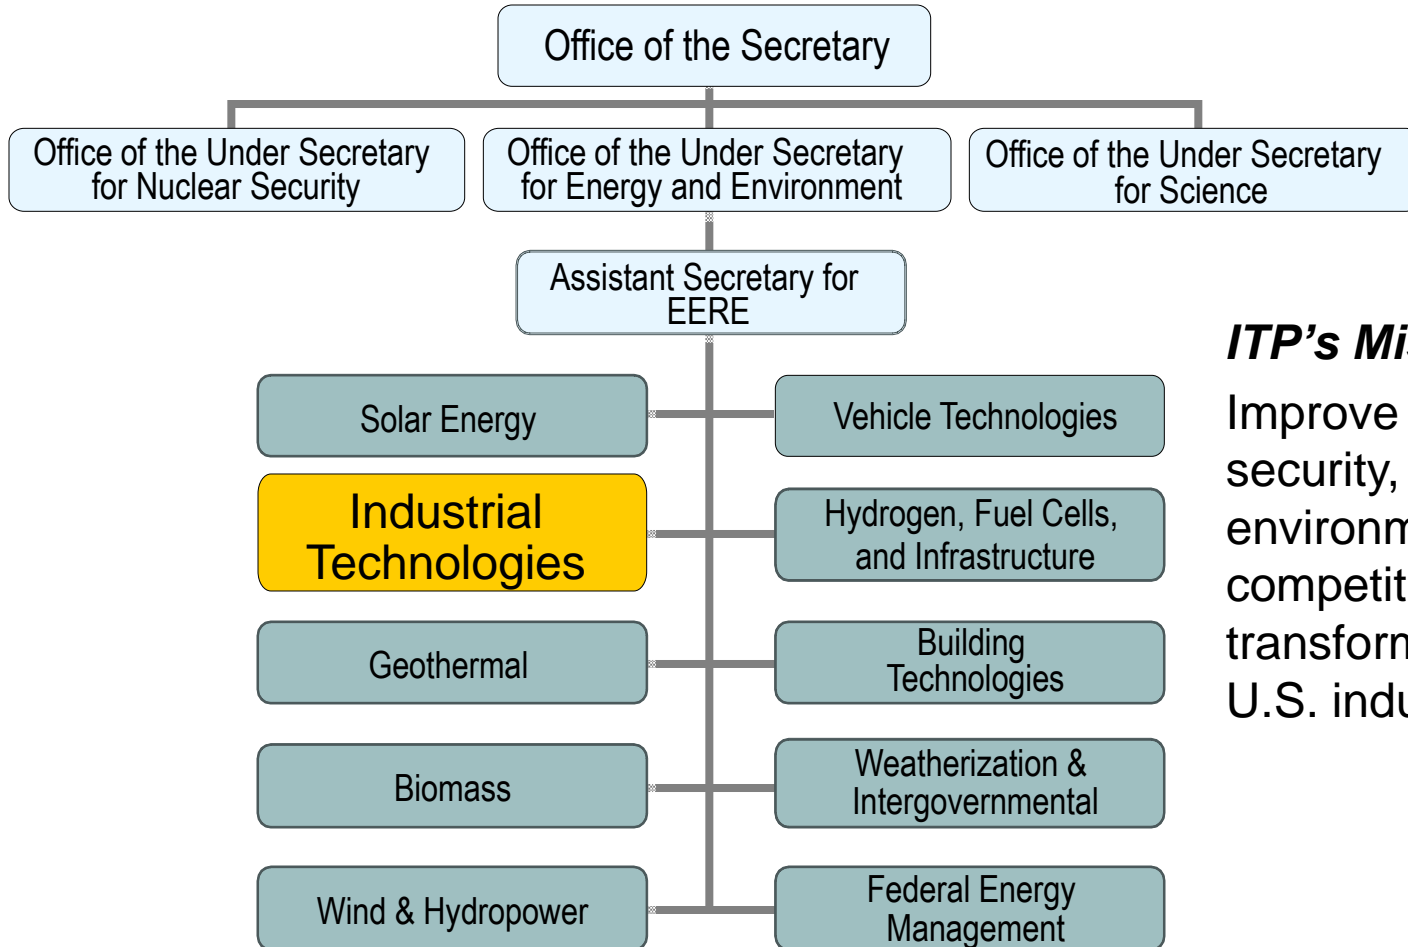 Office of the Secretary
Office of the Under Secretary
for Nuclear Security
Office of the Under Secretary
for Energy and Environment
Office of the Under Secretary
for Science
Assistant Secretary for
EERE
Solar Energy
Vehicle Technologies
Industrial
Technologies
Hydrogen, Fuel Cells,
and Infrastructure
Geothermal
Building
Technologies
Biomass
Weatherization &
Intergovernmental
Wind & Hydropower
Federal Energy
Management
ITP's
Improve
security,
U.S.